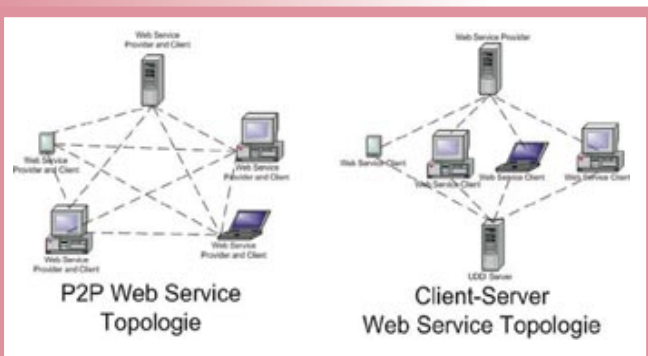 Web Service
Provider and Client
Web Service
Provider and Client
Web Service
Provider and Client
Web Service
Provider and Client
Web Service
Provider and Client
P2P Web Service
Topologie
Web Service Provider
Web Service Client
Web Service Client
Web Service Client
Web Service Client
UDDI Server
Client-Server
Web Service Topologie